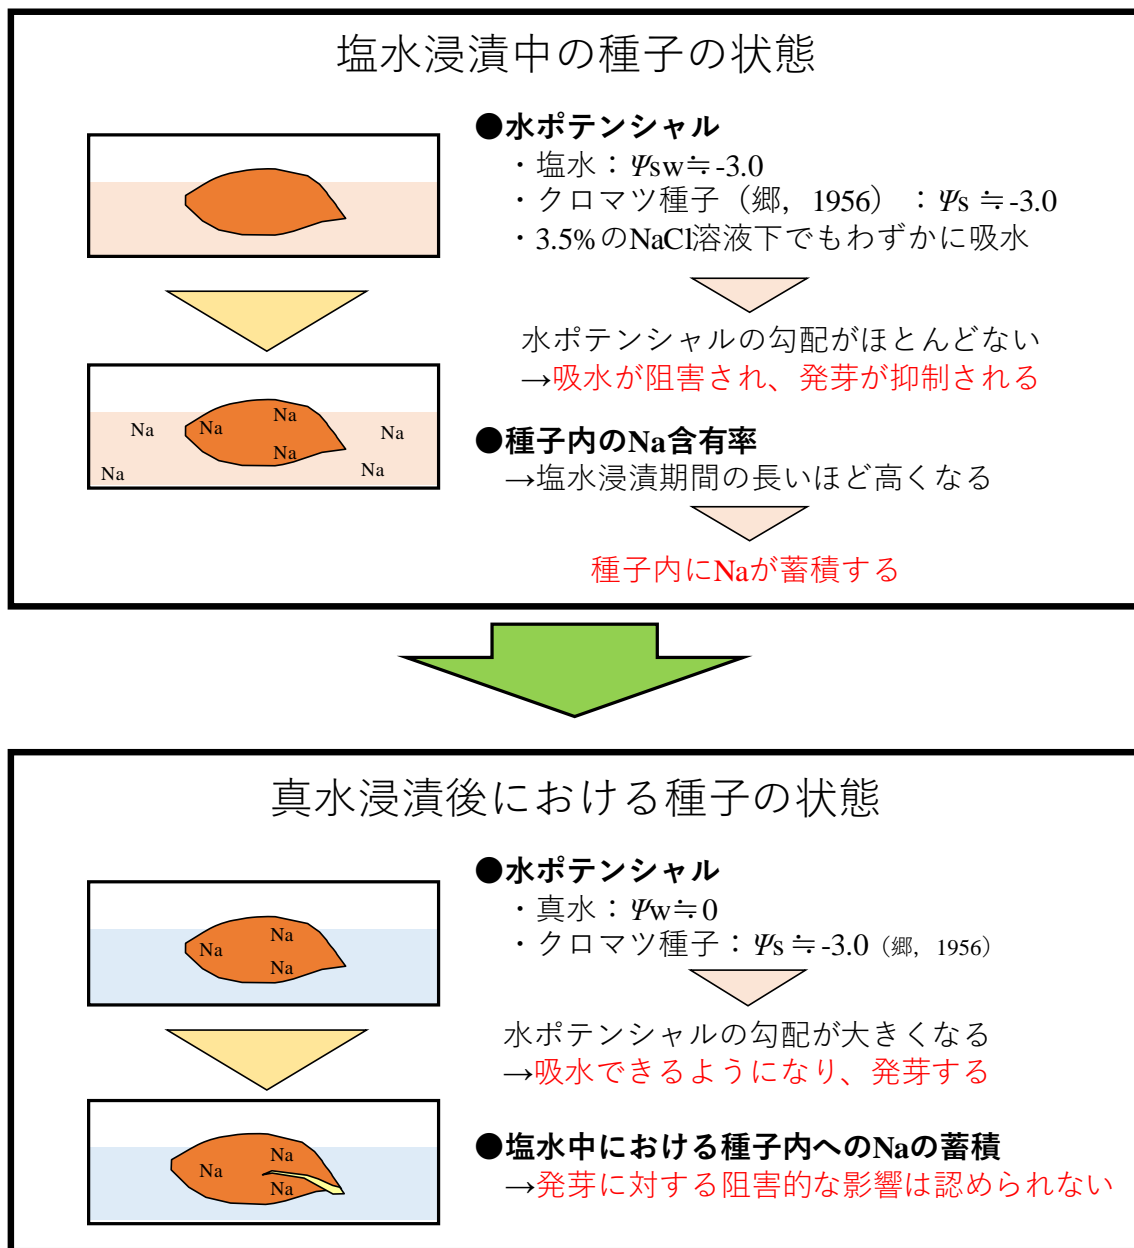 塩水浸漬中の種子の状態
●水ポテンシャル
・塩水：Ψsw≒-3.0
・クロマツ種子（郷，1956）：Ψs ≒-3.0
・3.5%のNaCl溶液下でもわずかに吸水
水ポテンシャルの勾配がほとんどない
→吸水が阻害され、発芽が抑制される
Na
Na
Na
Na
Na
Na
Na
●種子内のNa含有率
→塩水浸漬期間の長いほど高くなる
種子内にNaが蓄積する
真水浸漬後における種子の状態
●水ポテンシャル
・真水：Ψw≒0
・クロマツ種子：Ψs ≒-3.0（郷，1956）
Na
Na
Na
水ポテンシャルの勾配が大きくなる
→吸水できるようになり、発芽する
Na
Na
Na
●塩水中における種子内へのNaの蓄積
→発芽に対する阻害的な影響は認められない